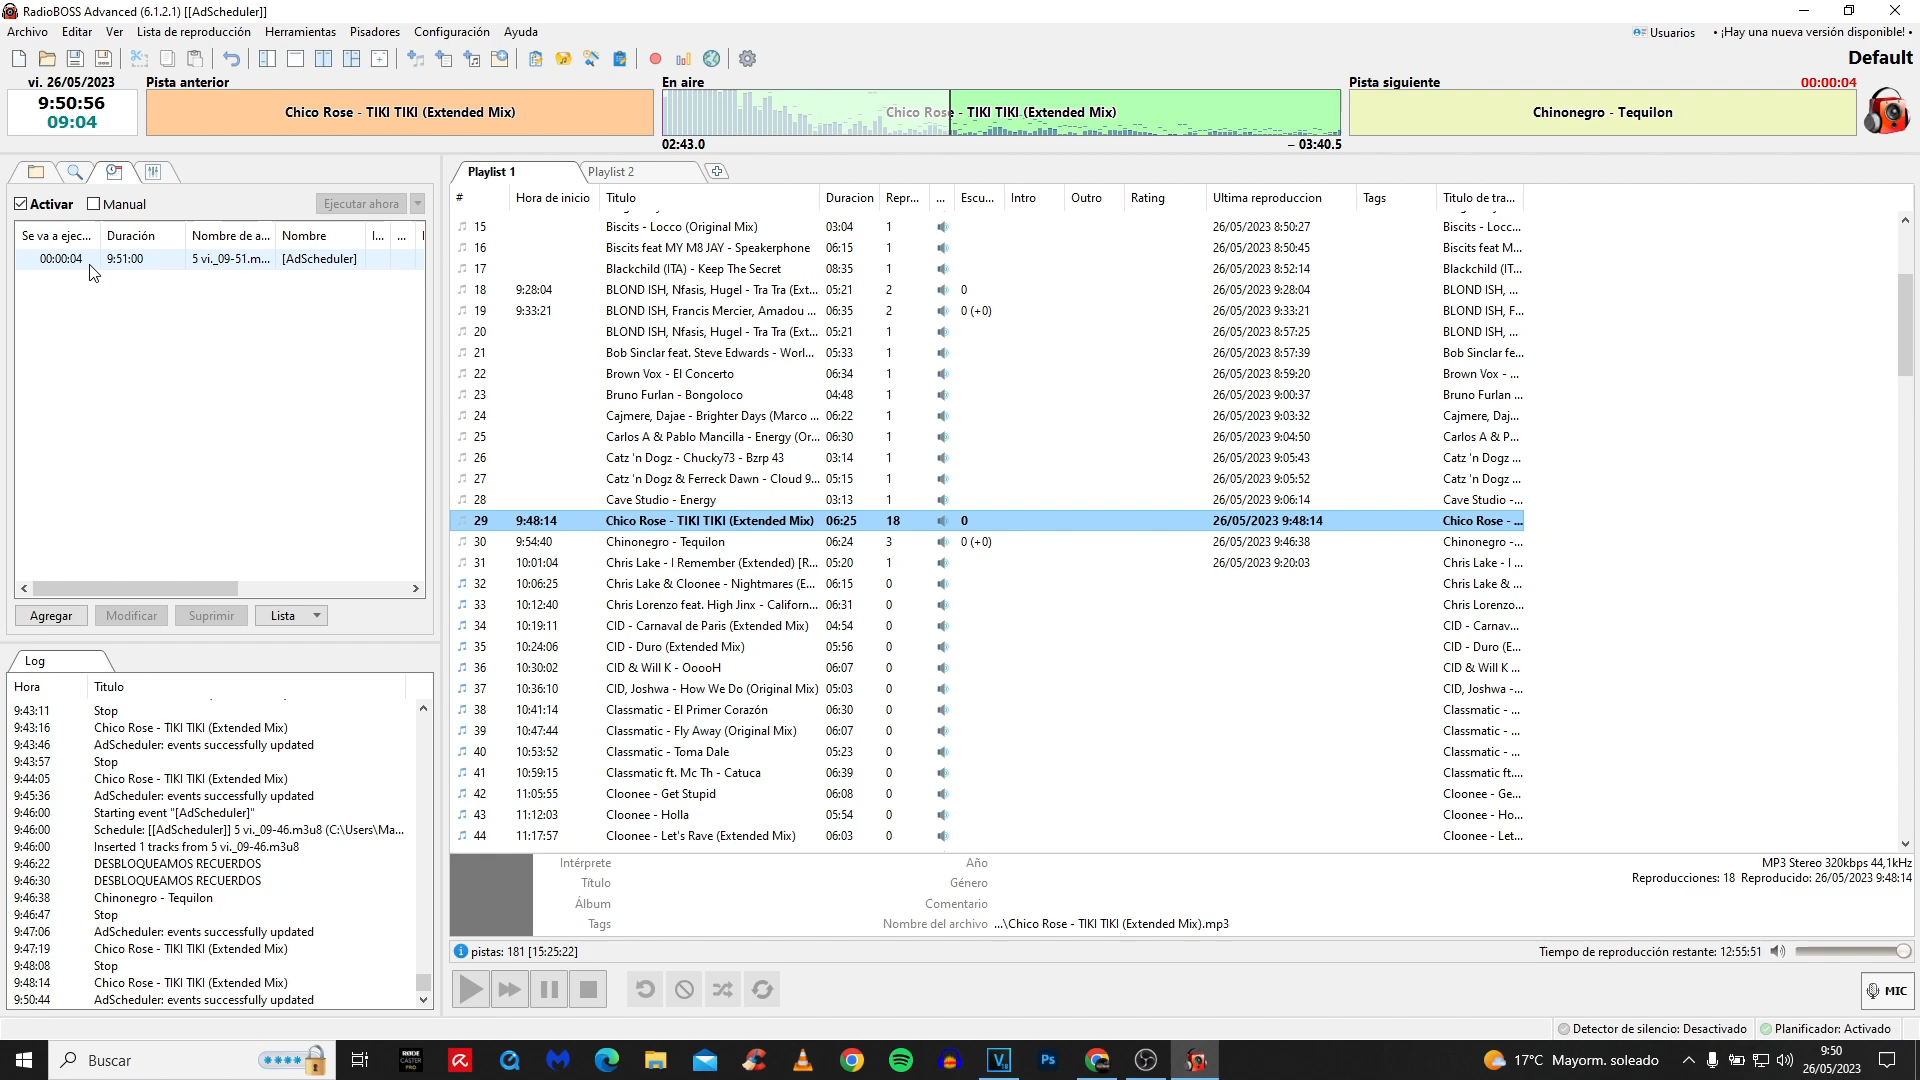 RadioBOSS Advanced (6.1.2.1) [[AdScheduler]]
Archivo Editar Ver Lista de reproducción Herramientas Pisadores Configuración Ayuda
Usuarios • ¡Hay una nueva versión disponible! •
Default
vi. 26/05/2023 Pista anterior En aire Pista siguiente 00:00:04
9:50:56
09:04
Chico Rose - TIKI TIKI (Extended Mix) Chico Rose - TIKI TIKI (Extended Mix) Chinonegro - Tequilon
02:43.0 – 03:40.5
Activar Manual Ejecutar ahora
Se va a ejec... Duración Nombre de a... Nombre I... ...
00:00:04 9:51:00 5 vi._09-51.m... [AdScheduler]
Agregar Modificar Suprimir Lista
Log
Hora Titulo
9:43:11 Stop
9:43:16 Chico Rose - TIKI TIKI (Extended Mix)
9:43:46 AdScheduler: events successfully updated
9:43:57 Stop
9:44:05 Chico Rose - TIKI TIKI (Extended Mix)
9:45:36 AdScheduler: events successfully updated
9:46:00 Starting event "[AdScheduler]"
9:46:00 Schedule: [[AdScheduler]] 5 vi._09-46.m3u8 (C:\Users\Ma...
9:46:00 Inserted 1 tracks from 5 vi._09-46.m3u8
9:46:22 DESBLOQUEAMOS RECUERDOS
9:46:30 DESBLOQUEAMOS RECUERDOS
9:46:38 Chinonegro - Tequilon
9:46:47 Stop
9:47:06 AdScheduler: events successfully updated
9:47:19 Chico Rose - TIKI TIKI (Extended Mix)
9:48:08 Stop
9:48:14 Chico Rose - TIKI TIKI (Extended Mix)
9:50:44 AdScheduler: events successfully updated
Playlist 1 Playlist 2
# Hora de inicio Titulo Duracion Repr... ... Escu... Intro Outro Rating Ultima reproduccion Tags Titulo de tra...
15 Biscits - Locco (Original Mix) 03:04 1 26/05/2023 8:50:27 Biscits - Locc...
16 Biscits feat MY M8 JAY - Speakerphone 06:15 1 26/05/2023 8:50:45 Biscits feat M...
17 Blackchild (ITA) - Keep The Secret 08:35 1 26/05/2023 8:52:14 Blackchild (IT...
18 9:28:04 BLOND ISH, Nfasis, Hugel - Tra Tra (Ext... 05:21 2 0 26/05/2023 9:28:04 BLOND ISH, ...
19 9:33:21 BLOND ISH, Francis Mercier, Amadou ... 06:35 2 0 (+0) 26/05/2023 9:33:21 BLOND ISH, F...
20 BLOND ISH, Nfasis, Hugel - Tra Tra (Ext... 05:21 1 26/05/2023 8:57:25 BLOND ISH, ...
21 Bob Sinclar feat. Steve Edwards - Worl... 05:33 1 26/05/2023 8:57:39 Bob Sinclar fe...
22 Brown Vox - El Concerto 06:34 1 26/05/2023 8:59:20 Brown Vox - ...
23 Bruno Furlan - Bongoloco 04:48 1 26/05/2023 9:00:37 Bruno Furlan ...
24 Cajmere, Dajae - Brighter Days (Marco ... 06:22 1 26/05/2023 9:03:32 Cajmere, Daj...
25 Carlos A & Pablo Mancilla - Energy (Or... 06:30 1 26/05/2023 9:04:50 Carlos A & P...
26 Catz 'n Dogz - Chucky73 - Bzrp 43 03:14 1 26/05/2023 9:05:43 Catz 'n Dogz ...
27 Catz 'n Dogz & Ferreck Dawn - Cloud 9... 05:15 1 26/05/2023 9:05:52 Catz 'n Dogz ...
28 Cave Studio - Energy 03:13 1 26/05/2023 9:06:14 Cave Studio -...
29 9:48:14 Chico Rose - TIKI TIKI (Extended Mix) 06:25 18 0 26/05/2023 9:48:14 Chico Rose - ...
30 9:54:40 Chinonegro - Tequilon 06:24 3 0 (+0) 26/05/2023 9:46:38 Chinonegro -...
31 10:01:04 Chris Lake - I Remember (Extended) [R... 05:20 1 26/05/2023 9:20:03 Chris Lake - I ...
32 10:06:25 Chris Lake & Cloonee - Nightmares (E... 06:15 0 Chris Lake & ...
33 10:12:40 Chris Lorenzo feat. High Jinx - Californ... 06:31 0 Chris Lorenzo...
34 10:19:11 CID - Carnaval de Paris (Extended Mix) 04:54 0 CID - Carnav...
35 10:24:06 CID - Duro (Extended Mix) 05:56 0 CID - Duro (E...
36 10:30:02 CID & Will K - OoooH 06:07 0 CID & Will K ...
37 10:36:10 CID, Joshwa - How We Do (Original Mix) 05:03 0 CID, Joshwa -...
38 10:41:14 Classmatic - El Primer Corazón 06:30 0 Classmatic - ...
39 10:47:44 Classmatic - Fly Away (Original Mix) 06:07 0 Classmatic - ...
40 10:53:52 Classmatic - Toma Dale 05:23 0 Classmatic - ...
41 10:59:15 Classmatic ft. Mc Th - Catuca 06:39 0 Classmatic ft....
42 11:05:55 Cloonee - Get Stupid 06:08 0 Cloonee - Ge...
43 11:12:03 Cloonee - Holla 05:54 0 Cloonee - Ho...
44 11:17:57 Cloonee - Let's Rave (Extended Mix) 06:03 0 Cloonee - Let...
Intérprete Año MP3 Stereo 320kbps 44,1kHz
Título Género Reproducciones: 18 Reproducido: 26/05/2023 9:48:14
Álbum Comentario
Tags Nombre del archivo ...\Chico Rose - TIKI TIKI (Extended Mix).mp3
pistas: 181 [15:25:22] Tiempo de reproducción restante: 12:55:51
MIC
Detector de silencio: Desactivado Planificador: Activado
Buscar
RØDE CASTER PRO
Ps
17°C Mayorm. soleado
9:50
26/05/2023